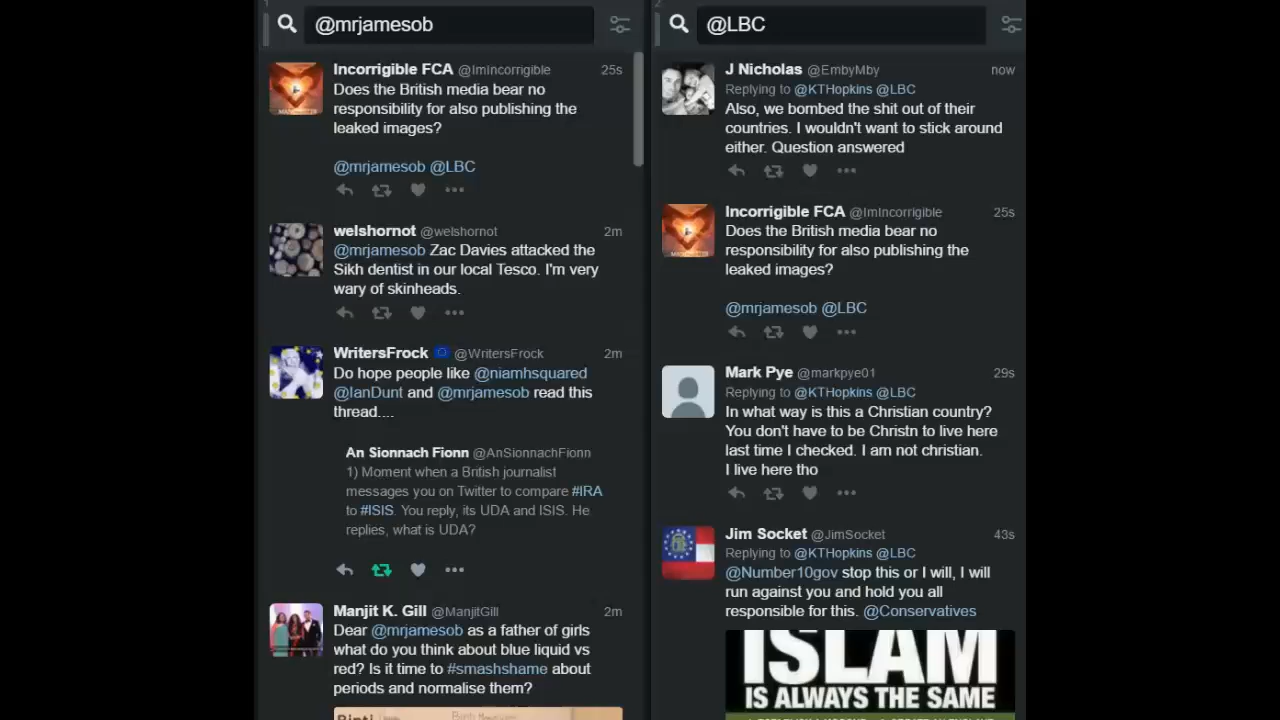 1
@mrjamesob
Incorrigible FCA @ImIncorrigible 25s
Does the British media bear no
responsibility for also publishing the
leaked images?
@mrjamesob @LBC
welshornot @welshornot 2m
@mrjamesob Zac Davies attacked the
Sikh dentist in our local Tesco. I'm very
wary of skinheads.
WritersFrock @WritersFrock 2m
Do hope people like @niamhsquared
@IanDunt and @mrjamesob read this
thread....
An Sionnach Fionn @AnSionnachFionn
1) Moment when a British journalist
messages you on Twitter to compare #IRA
to #ISIS. You reply, its UDA and ISIS. He
replies, what is UDA?
Manjit K. Gill @ManjitGill 2m
Dear @mrjamesob as a father of girls
what do you think about blue liquid vs
red? Is it time to #smashshame about
periods and normalise them?
2
@LBC
J Nicholas @EmbyMby now
Replying to @KTHopkins @LBC
Also, we bombed the shit out of their
countries. I wouldn't want to stick around
either. Question answered
Incorrigible FCA @ImIncorrigible 25s
Does the British media bear no
responsibility for also publishing the
leaked images?
@mrjamesob @LBC
Mark Pye @markpye01 29s
Replying to @KTHopkins @LBC
In what way is this a Christian country?
You don't have to be Christn to live here
last time I checked. I am not christian.
I live here tho
Jim Socket @JimSocket 43s
Replying to @KTHopkins @LBC
@Number10gov stop this or I will, I will
run against you and hold you all
responsible for this. @Conservatives
ISLAM
IS ALWAYS THE SAME